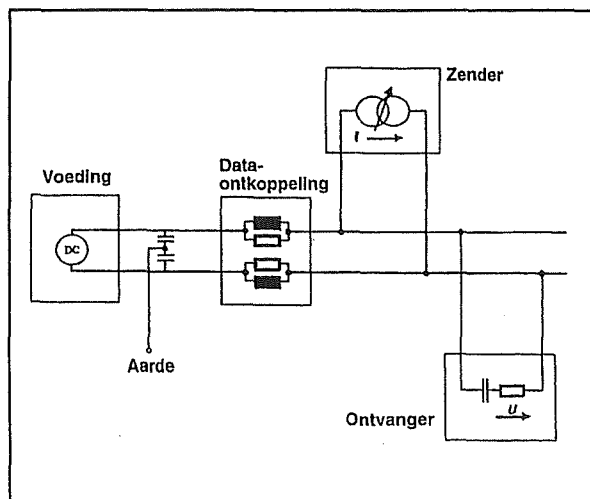 Zender
I
Voeding
Data-
ontkoppeling
DC
Aarde
Ontvanger
u